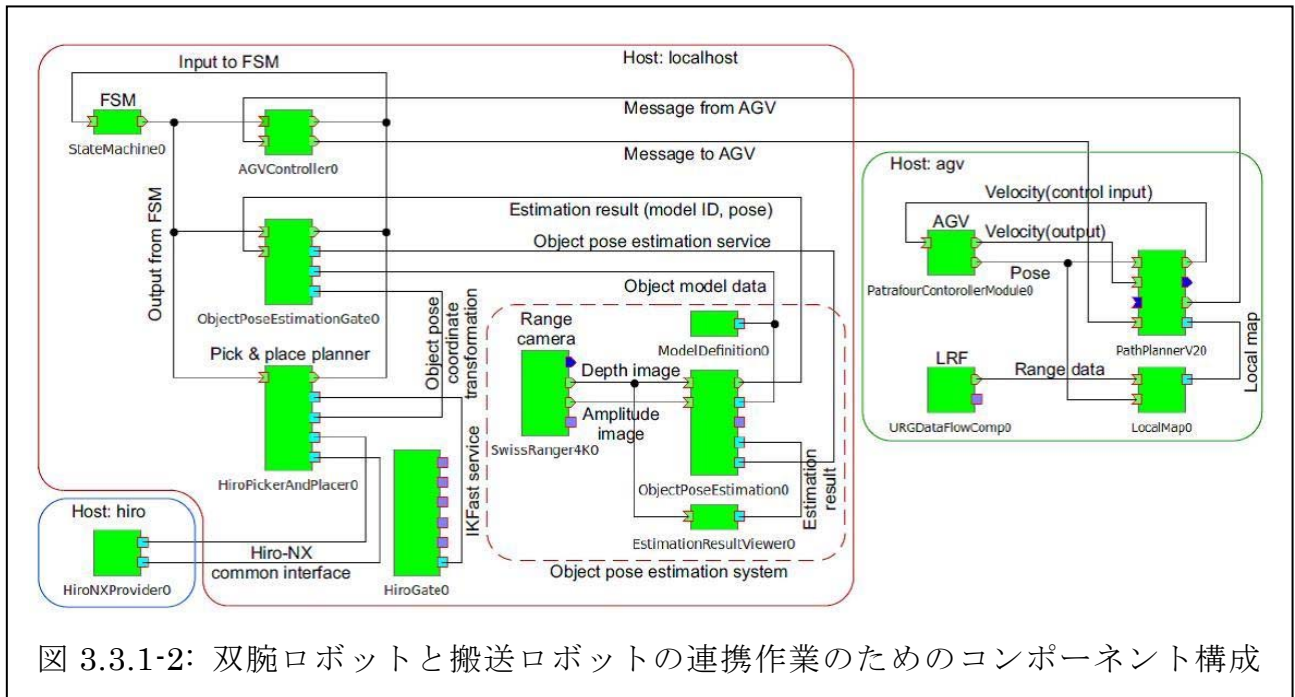 Input to FSM
Host: localhost
FSM
StateMachine0
AGVController0
Message from AGV
Message to AGV
Output from FSM
Estimation result (model ID, pose)
Object pose estimation service
Object model data
ObjectPoseEstimationGate0
Pick & place planner
HiroPickerAndPlacer0
Object pose
coordinate
transformation
IKFast service
HiroGate0
Range
camera
SwissRanger4K0
Depth image
Amplitude
image
ModelDefinition0
ObjectPoseEstimation0
EstimationResultViewer0
Estimation
result
Object pose estimation system
Host: hiro
HiroNXProvider0
Hiro-NX
common interface
Host: agv
Velocity(control input)
AGV
Velocity(output)
Pose
PatrafourContorollerModule0
PathPlannerV20
LRF
Range data
URGDataFlowComp0
LocalMap0
Local map
図 3.3.1-2: 双腕ロボットと搬送ロボットの連携作業のためのコンポーネント構成